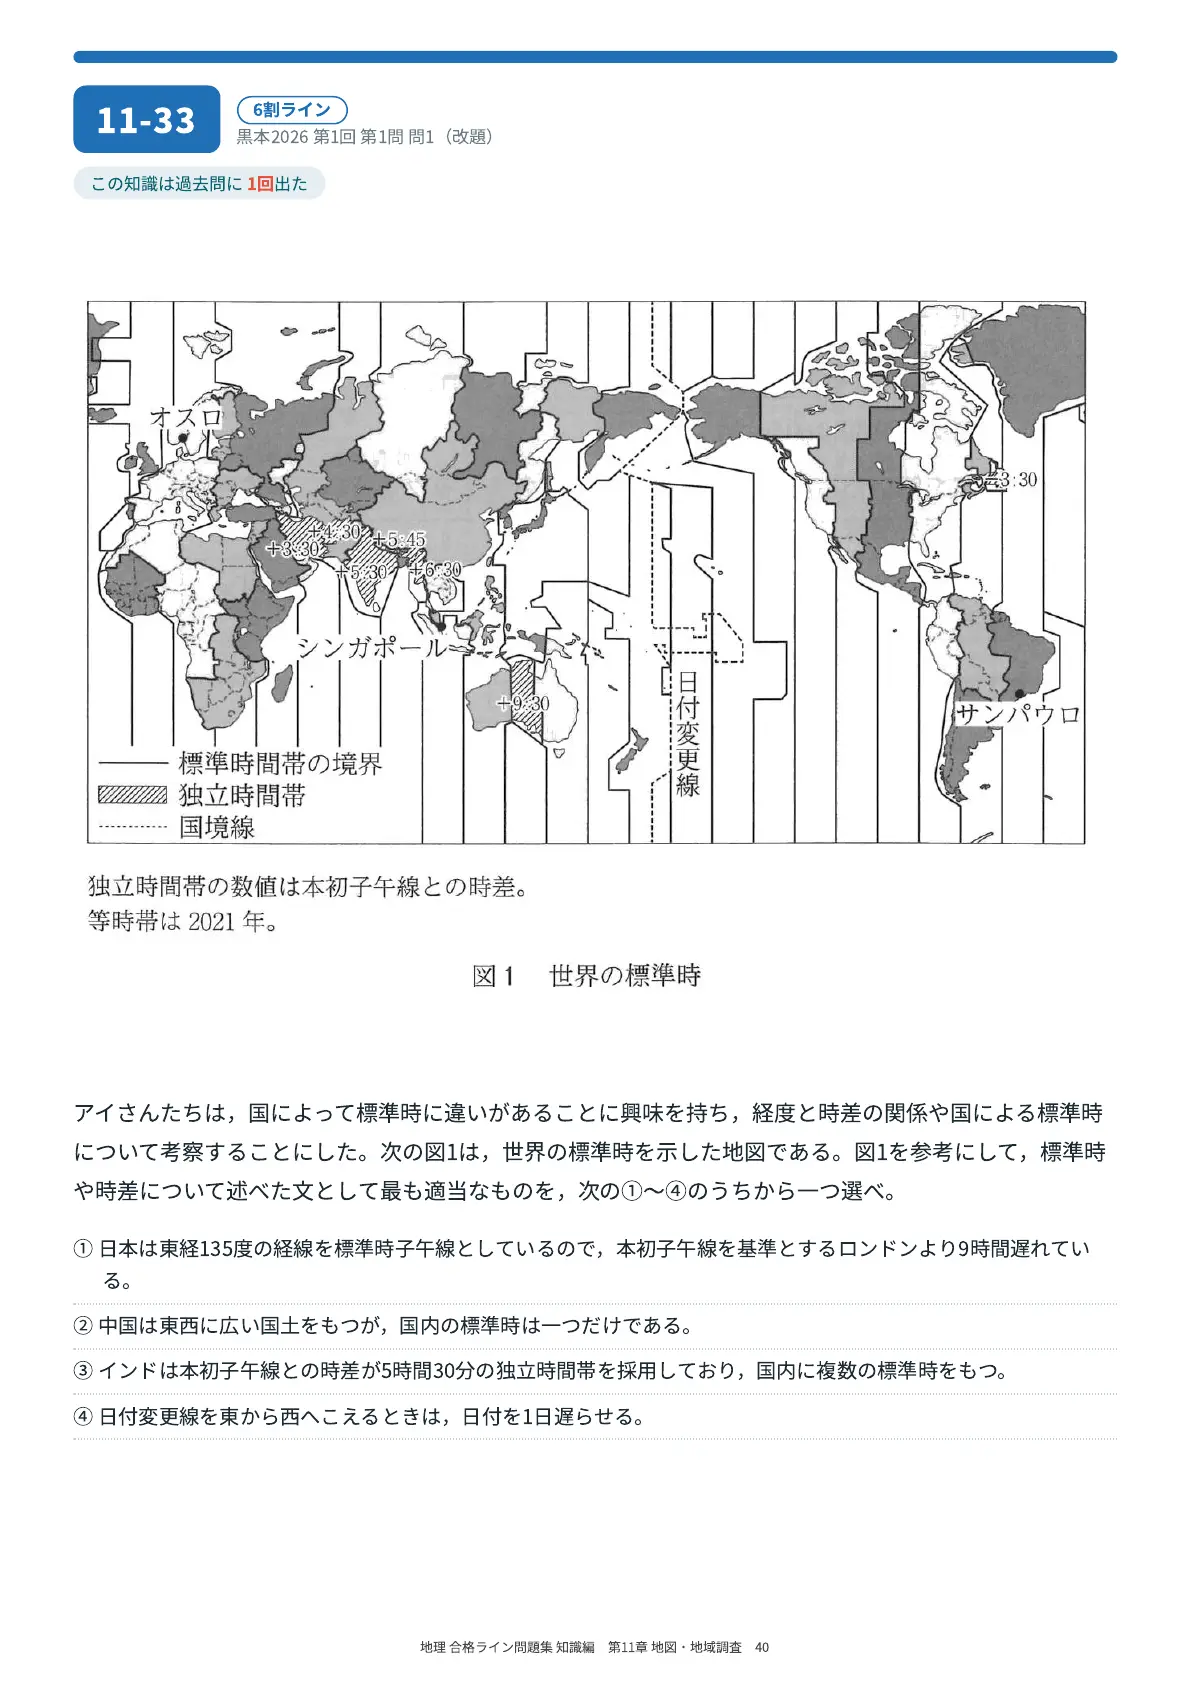 11-33
6割ライン
黒本2026 第1回 第1問 問1（改題）
この知識は過去問に 1回出た
オスロ
+3:30
+4:30
+5:30
+5:45
+6:30
シンガポール
+9:30
日付変更線
-3:30
サンパウロ
標準時間帯の境界
独立時間帯
国境線
独立時間帯の数値は本初子午線との時差。
等時帯は 2021 年。
図1 世界の標準時
アイさんたちは，国によって標準時に違いがあることに興味を持ち，経度と時差の関係や国による標準時
について考察することにした。次の図1は，世界の標準時を示した地図である。図1を参考にして，標準時
や時差について述べた文として最も適当なものを，次の①〜④のうちから一つ選べ。
① 日本は東経135度の経線を標準時子午線としているので，本初子午線を基準とするロンドンより9時間遅れてい
る。
② 中国は東西に広い国土をもつが，国内の標準時は一つだけである。
③ インドは本初子午線との時差が5時間30分の独立時間帯を採用しており，国内に複数の標準時をもつ。
④ 日付変更線を東から西へこえるときは，日付を1日遅らせる。
地理 合格ライン問題集 知識編 第11章 地図・地域調査 40